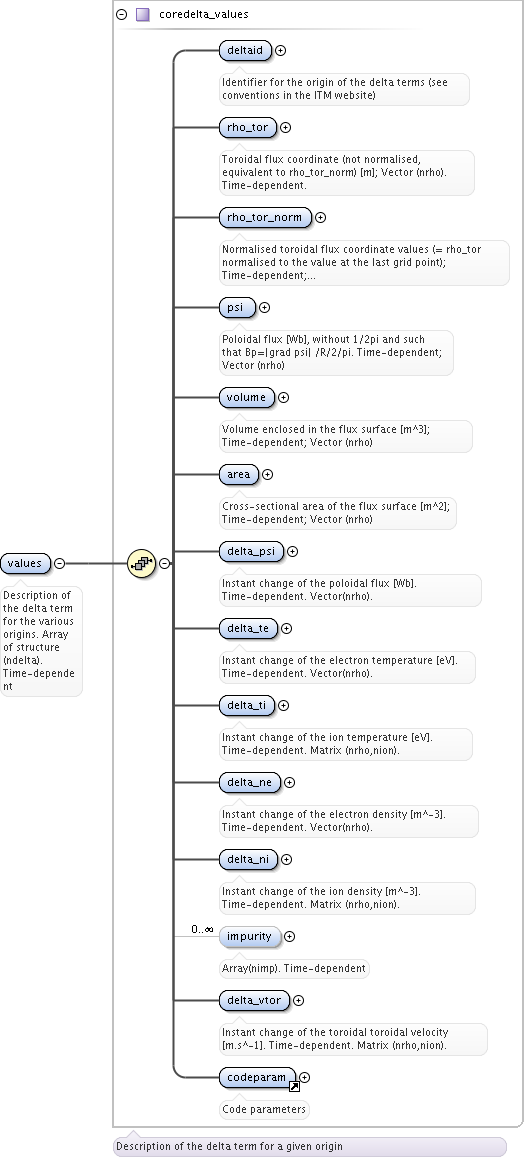 coredelta_values
deltaid
Identifier for the origin of the delta terms (see
conventions in the ITM website)
rho_tor
Toroidal flux coordinate (not normalised,
equivalent to rho_tor_norm) [m]; Vector (nrho).
Time-dependent.
rho_tor_norm
Normalised toroidal flux coordinate values (= rho_tor
normalised to the value at the last grid point);
Time-dependent;...
psi
Poloidal flux [Wb], without 1/2pi and such
that Bp=|grad psi| /R/2/pi. Time-dependent;
Vector (nrho)
volume
Volume enclosed in the flux surface [m^3];
Time-dependent; Vector (nrho)
area
Cross-sectional area of the flux surface [m^2];
Time-dependent; Vector (nrho)
values
Description of
the delta term
for the various
origins. Array
of structure
(ndelta).
Time-depende
nt
delta_psi
Instant change of the poloidal flux [Wb].
Time-dependent. Vector(nrho).
delta_te
Instant change of the electron temperature [eV].
Time-dependent. Vector(nrho).
delta_ti
Instant change of the ion temperature [eV].
Time-dependent. Matrix (nrho,nion).
delta_ne
Instant change of the electron density [m^-3].
Time-dependent. Vector(nrho).
delta_ni
Instant change of the ion density [m^-3].
Time-dependent. Matrix (nrho,nion).
0..∞
impurity
Array(nimp). Time-dependent
delta_vtor
Instant change of the toroidal toroidal velocity
[m.s^-1]. Time-dependent. Matrix (nrho,nion).
codeparam
Code parameters
Description of the delta term for a given origin